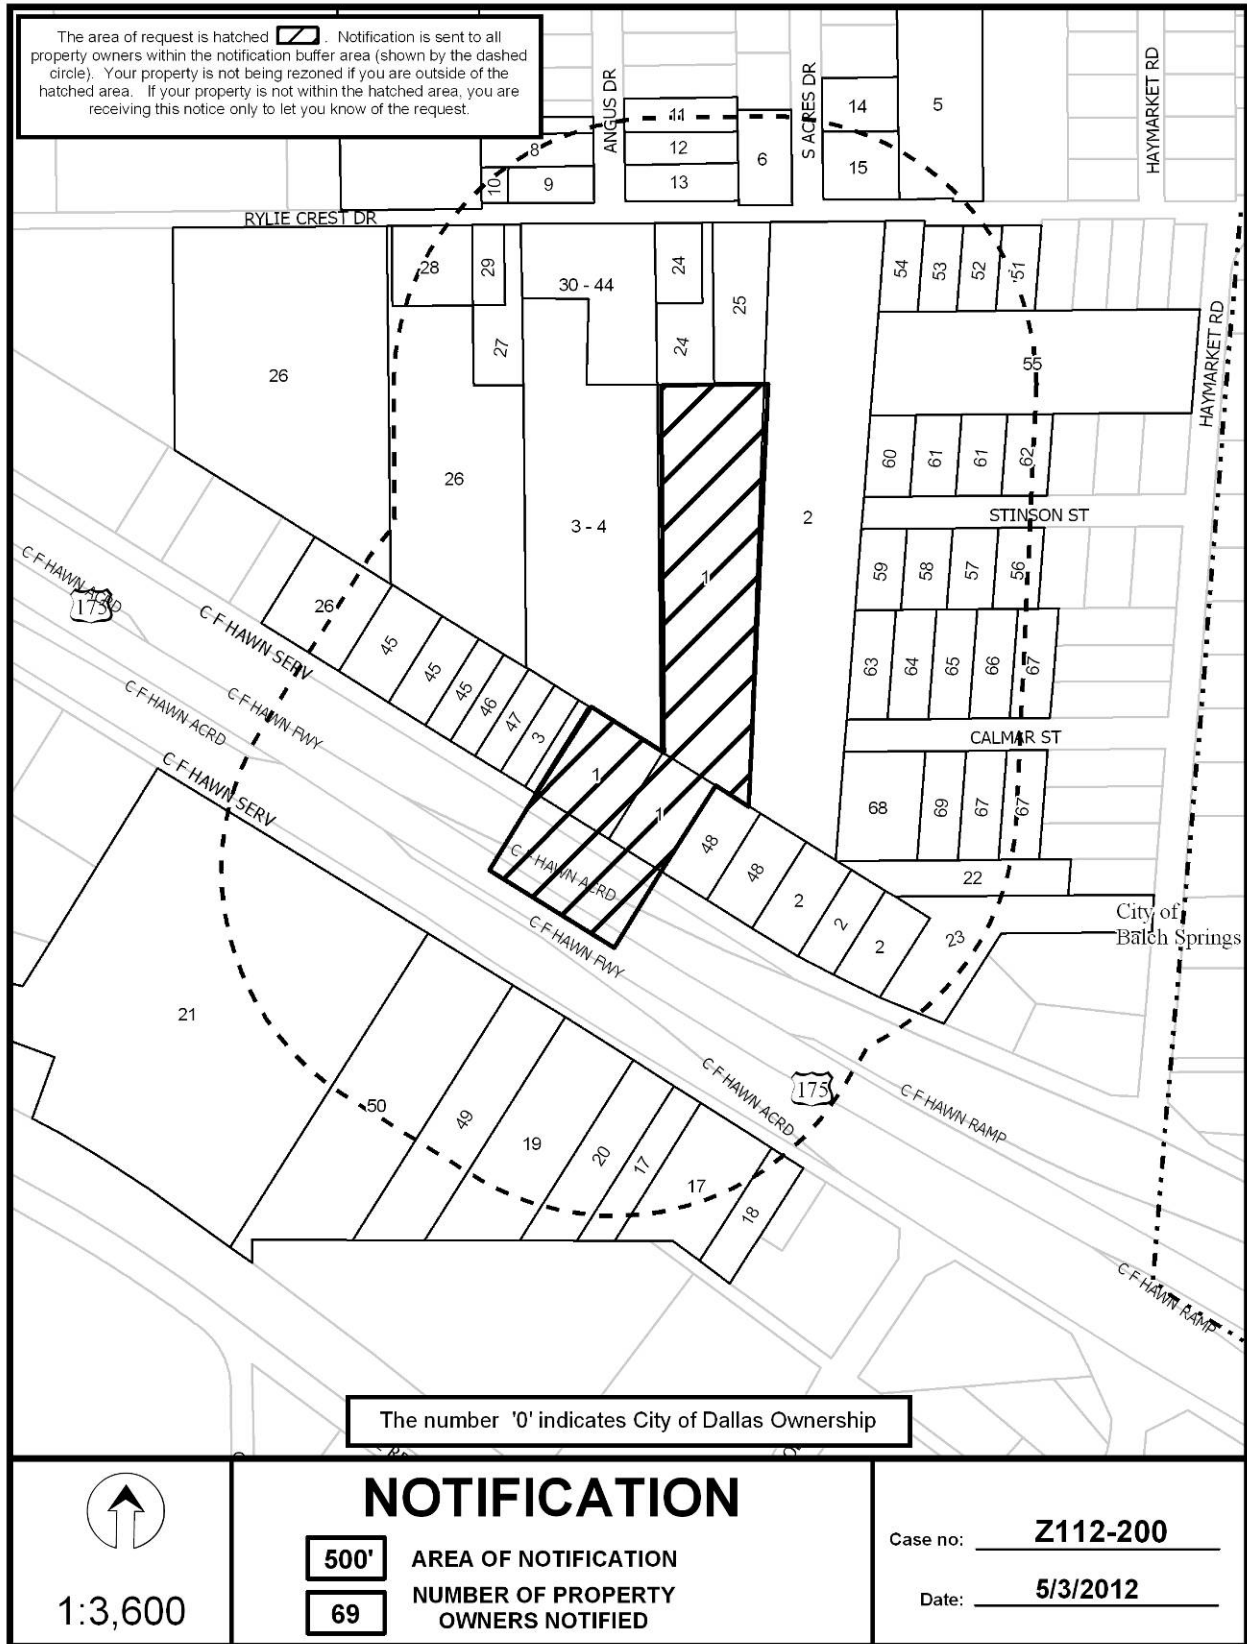 The area of request is hatched . Notification is sent to all
property owners within the notification buffer area (shown by the dashed
circle). Your property is not being rezoned if you are outside of the
hatched area. If your property is not within the hatched area, you are
receiving this notice only to let you know of the request.
ANGUS DR
S ACRES DR
HAYMARKET RD
11
14
5
8
12
6
15
10
9
13
RYLIE CREST DR
28
29
30 - 44
24
25
54
53
52
51
27
24
26
55
HAYMARKET RD
26
3 - 4
2
60
61
61
62
STINSON ST
1
59
58
57
56
C F HAWN ACRD
175
C F HAWN SERV
26
45
45
45
46
47
3
63
64
65
66
67
C F HAWN ACRD
C F HAWN FWY
CALMAR ST
C F HAWN SERV
1
1
68
69
67
67
48
48
2
2
2
22
C F HAWN ACRD
23
City of
Balch Springs
C F HAWN FWY
21
50
49
19
20
17
17
18
C F HAWN ACRD
175
C F HAWN RAMP
C F HAWN RAMP
The number '0' indicates City of Dallas Ownership
1:3,600
NOTIFICATION
500' AREA OF NOTIFICATION
69 NUMBER OF PROPERTY
OWNERS NOTIFIED
Case no: Z112-200
Date: 5/3/2012